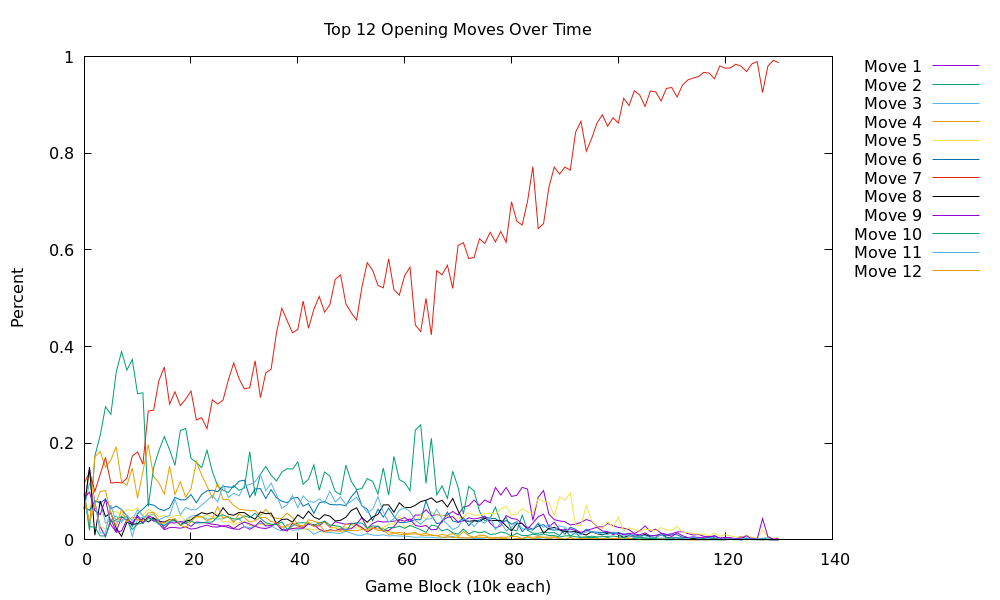 Top 12 Opening Moves Over Time
1
0.8
0.6
0.4
0.2
0
Percent
0 20 40 60 80 100 120 140
Game Block (10k each)
Move 1
Move 2
Move 3
Move 4
Move 5
Move 6
Move 7
Move 8
Move 9
Move 10
Move 11
Move 12